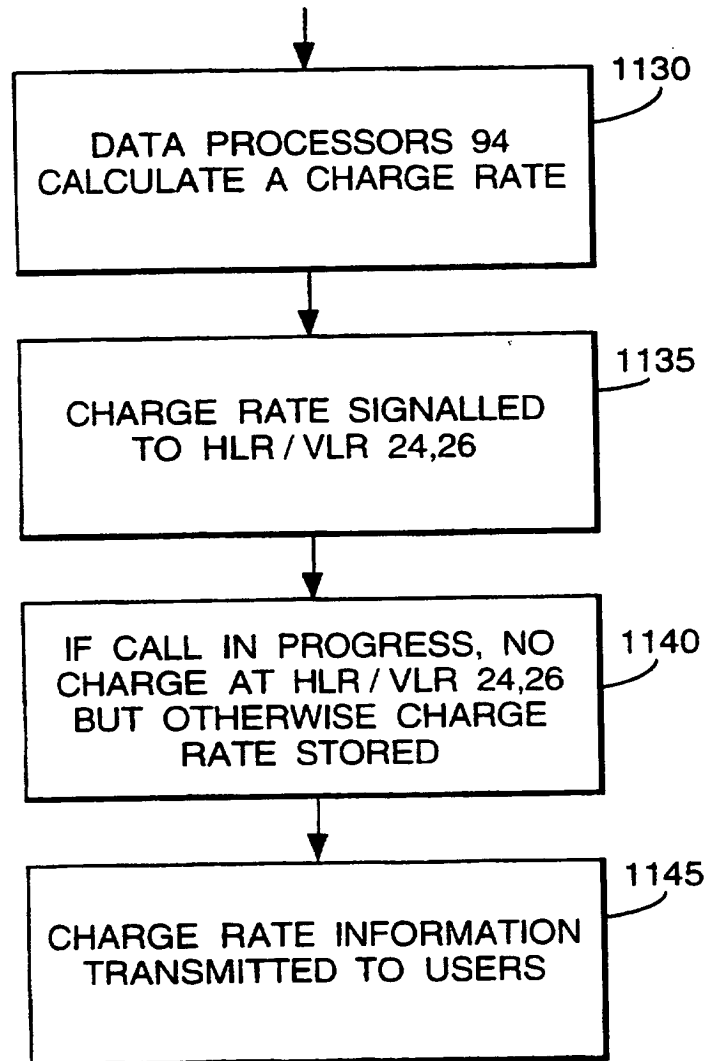 1130
DATA PROCESSORS 94
CALCULATE A CHARGE RATE
1135
CHARGE RATE SIGNALLED
TO HLR / VLR 24,26
1140
IF CALL IN PROGRESS, NO
CHARGE AT HLR / VLR 24,26
BUT OTHERWISE CHARGE
RATE STORED
1145
CHARGE RATE INFORMATION
TRANSMITTED TO USERS